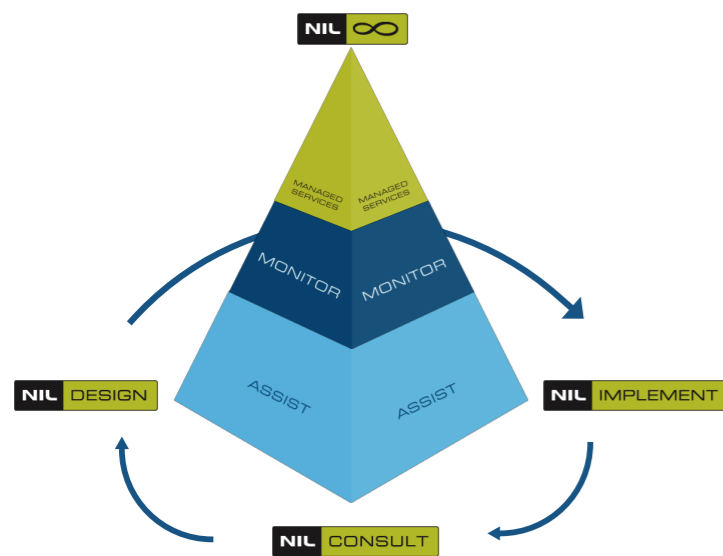 NIL ∞
MANAGED
SERVICES
MANAGED
SERVICES
MONITOR
MONITOR
NIL DESIGN
ASSIST
ASSIST
NIL IMPLEMENT
NIL CONSULT